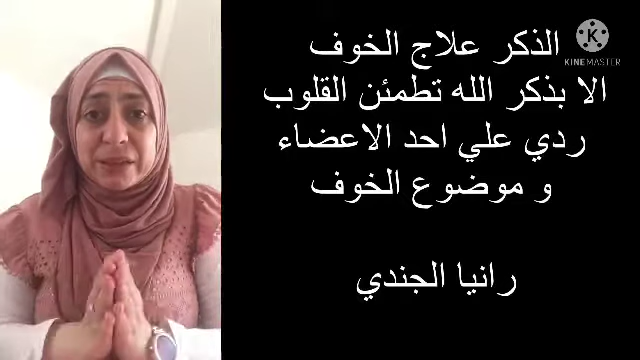 الذكر علاج الخوف
الا بذكر الله تطمئن القلوب
ردي علي احد الاعضاء
و موضوع الخوف
رانيا الجندي
KINEMASTER